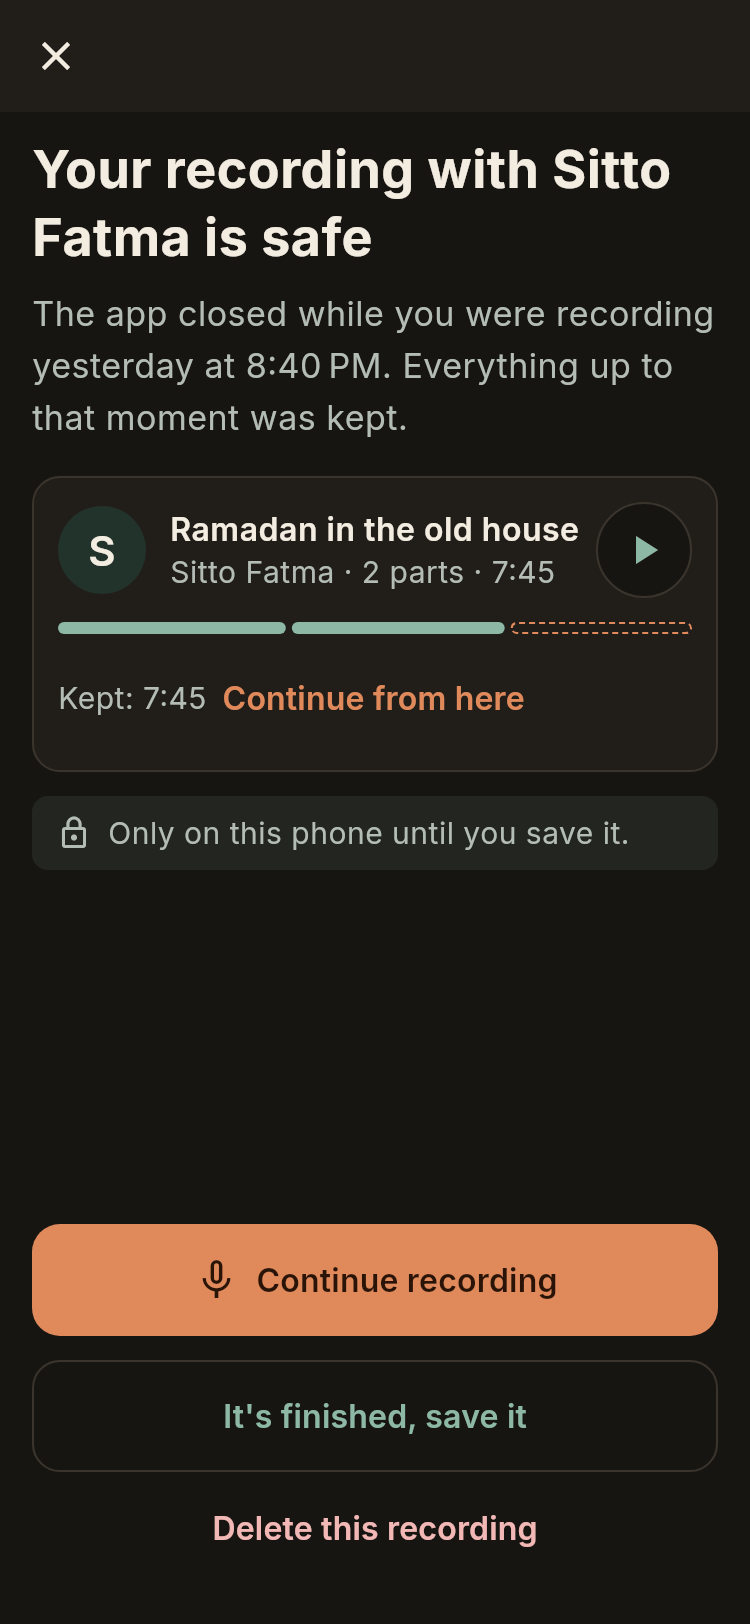 Your recording with Sitto
Fatma is safe
The app closed while you were recording
yesterday at 8:40 PM. Everything up to
that moment was kept.
S
Ramadan in the old house
Sitto Fatma · 2 parts · 7:45
Kept: 7:45 Continue from here
Only on this phone until you save it.
Continue recording
It's finished, save it
Delete this recording